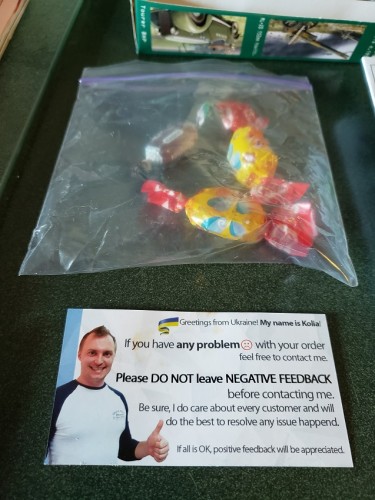 Taurer Bar
Greetings from Ukraine! My name is Kolia!
If you have any problem with your order
feel free to contact me.
Please DO NOT leave NEGATIVE FEEDBACK
before contacting me.
Be sure, I do care about every customer and will
do the best to resolve any issue happend.
If all is OK, positive feedback will be appreciated.